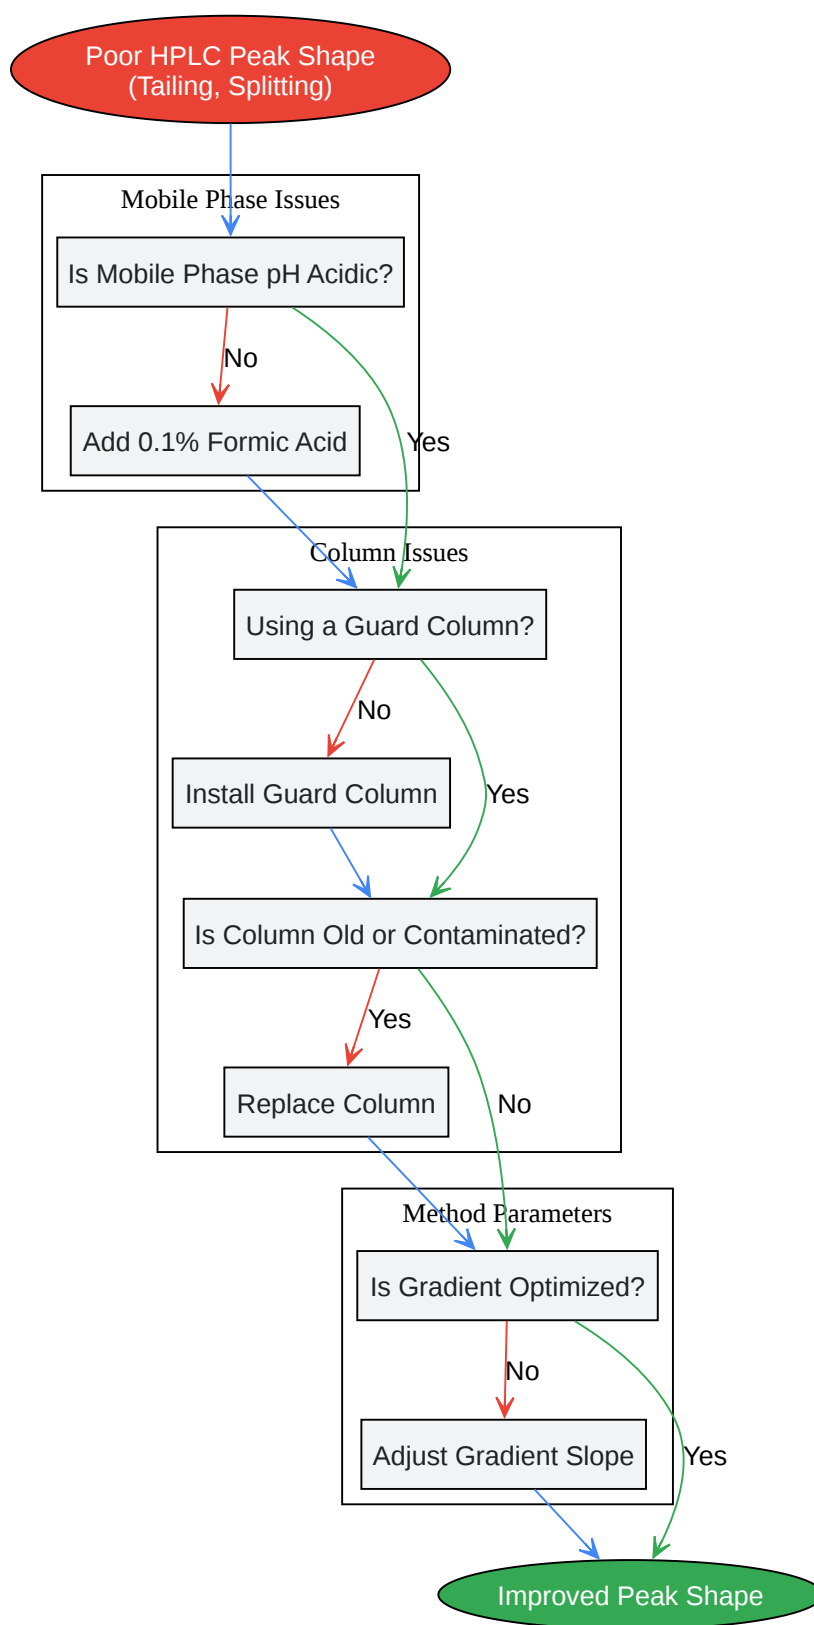 Poor HPLC Peak Shape
(Tailing, Splitting)
Mobile Phase Issues
Is Mobile Phase pH Acidic?
No
Add 0.1% Formic Acid
Yes
Column Issues
Using a Guard Column?
No
Install Guard Column
Yes
Is Column Old or Contaminated?
Yes
Replace Column
No
Method Parameters
Is Gradient Optimized?
No
Adjust Gradient Slope
Yes
Improved Peak Shape